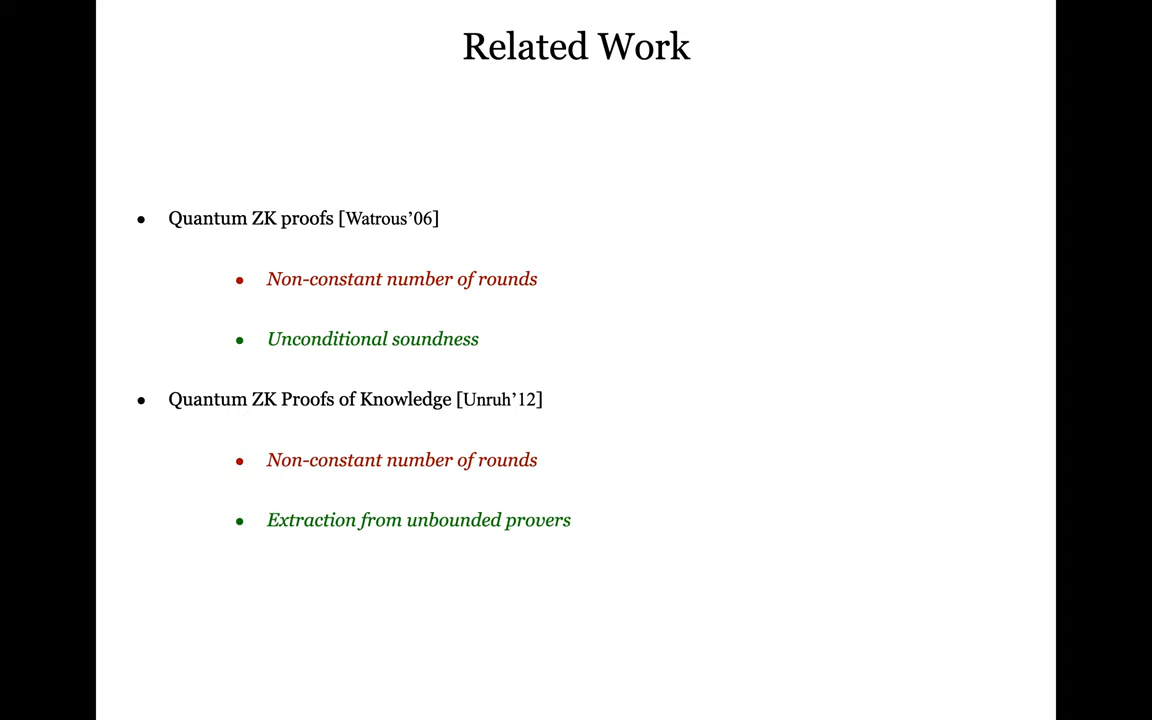 Related Work
• Quantum ZK proofs [Watrous’06]
• Non-constant number of rounds
• Unconditional soundness
• Quantum ZK Proofs of Knowledge [Unruh’12]
• Non-constant number of rounds
• Extraction from unbounded provers